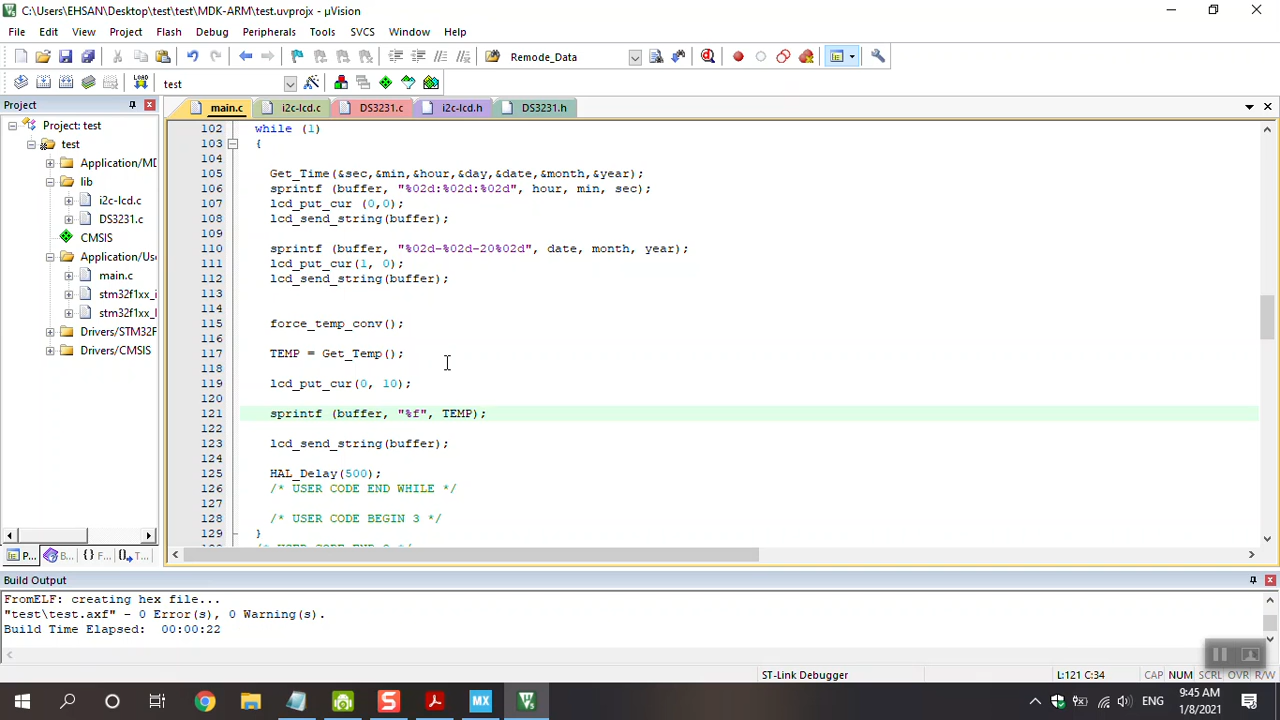 C:\Users\EHSAN\Desktop\test\test\MDK-ARM\test.uvprojx - µVision
File Edit View Project Flash Debug Peripherals Tools SVCS Window Help
Remode_Data
LOAD test
Project
main.c i2c-lcd.c DS3231.c i2c-lcd.h DS3231.h
Project: test
test
Application/MD
lib
i2c-lcd.c
DS3231.c
CMSIS
Application/Use
main.c
stm32f1xx_i
stm32f1xx_l
Drivers/STM32F
Drivers/CMSIS
102 while (1)
103 {
104
105 Get_Time(&sec,&min,&hour,&day,&date,&month,&year);
106 sprintf (buffer, "%02d:%02d:%02d", hour, min, sec);
107 lcd_put_cur (0,0);
108 lcd_send_string(buffer);
109
110 sprintf (buffer, "%02d-%02d-20%02d", date, month, year);
111 lcd_put_cur(1, 0);
112 lcd_send_string(buffer);
113
114
115 force_temp_conv();
116
117 TEMP = Get_Temp();
118
119 lcd_put_cur(0, 10);
120
121 sprintf (buffer, "%f", TEMP);
122
123 lcd_send_string(buffer);
124
125 HAL_Delay(500);
126 /* USER CODE END WHILE */
127
128 /* USER CODE BEGIN 3 */
129 }
P... B... {} F... T...
Build Output
FromELF: creating hex file...
"test\test.axf" - 0 Error(s), 0 Warning(s).
Build Time Elapsed: 00:00:22
ST-Link Debugger L:121 C:34 CAP NUM SCRL OVR R/W
MX ENG 9:45 AM
1/8/2021